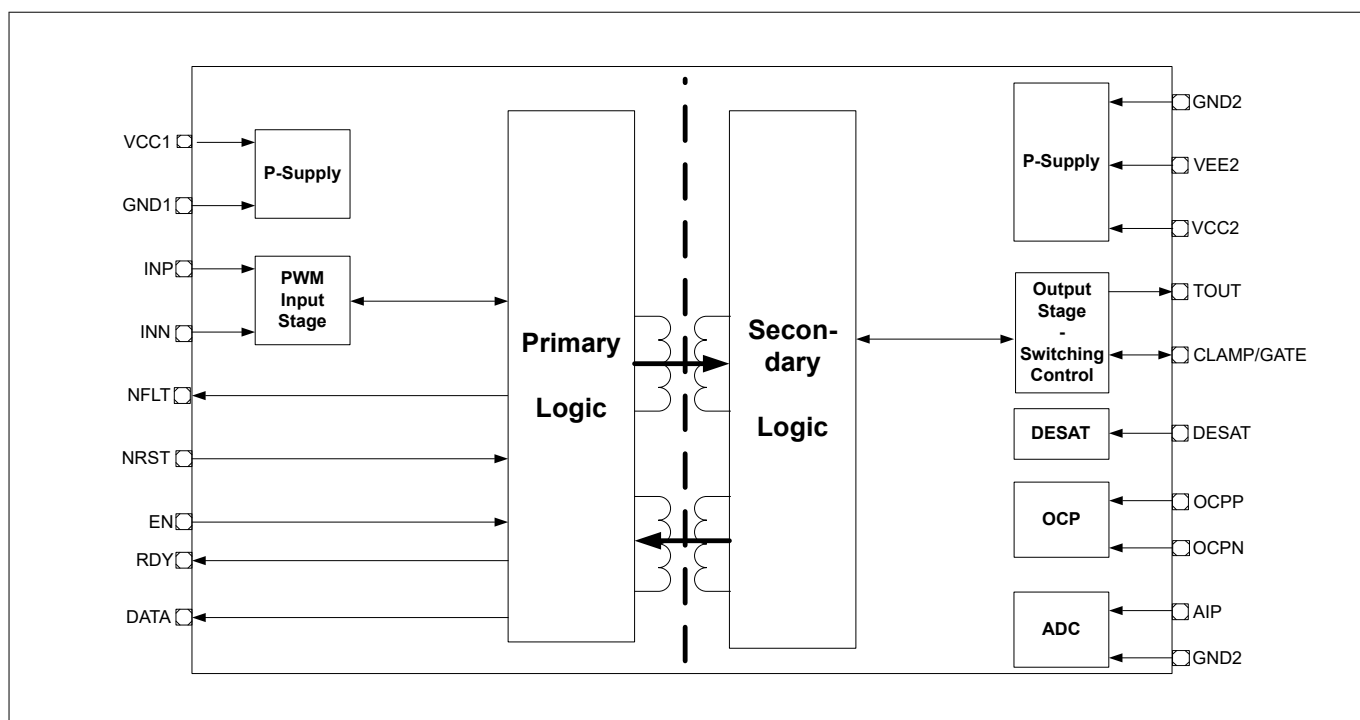 VCC1
GND1
P-Supply
INP
INN
PWM
Input
Stage
NFLT
NRST
EN
RDY
DATA
Primary
Logic
Secon-
dary
Logic
P-Supply
GND2
VEE2
VCC2
Output
Stage
-
Switching
Control
TOUT
CLAMP/GATE
DESAT
DESAT
OCP
OCPP
OCPN
ADC
AIP
GND2